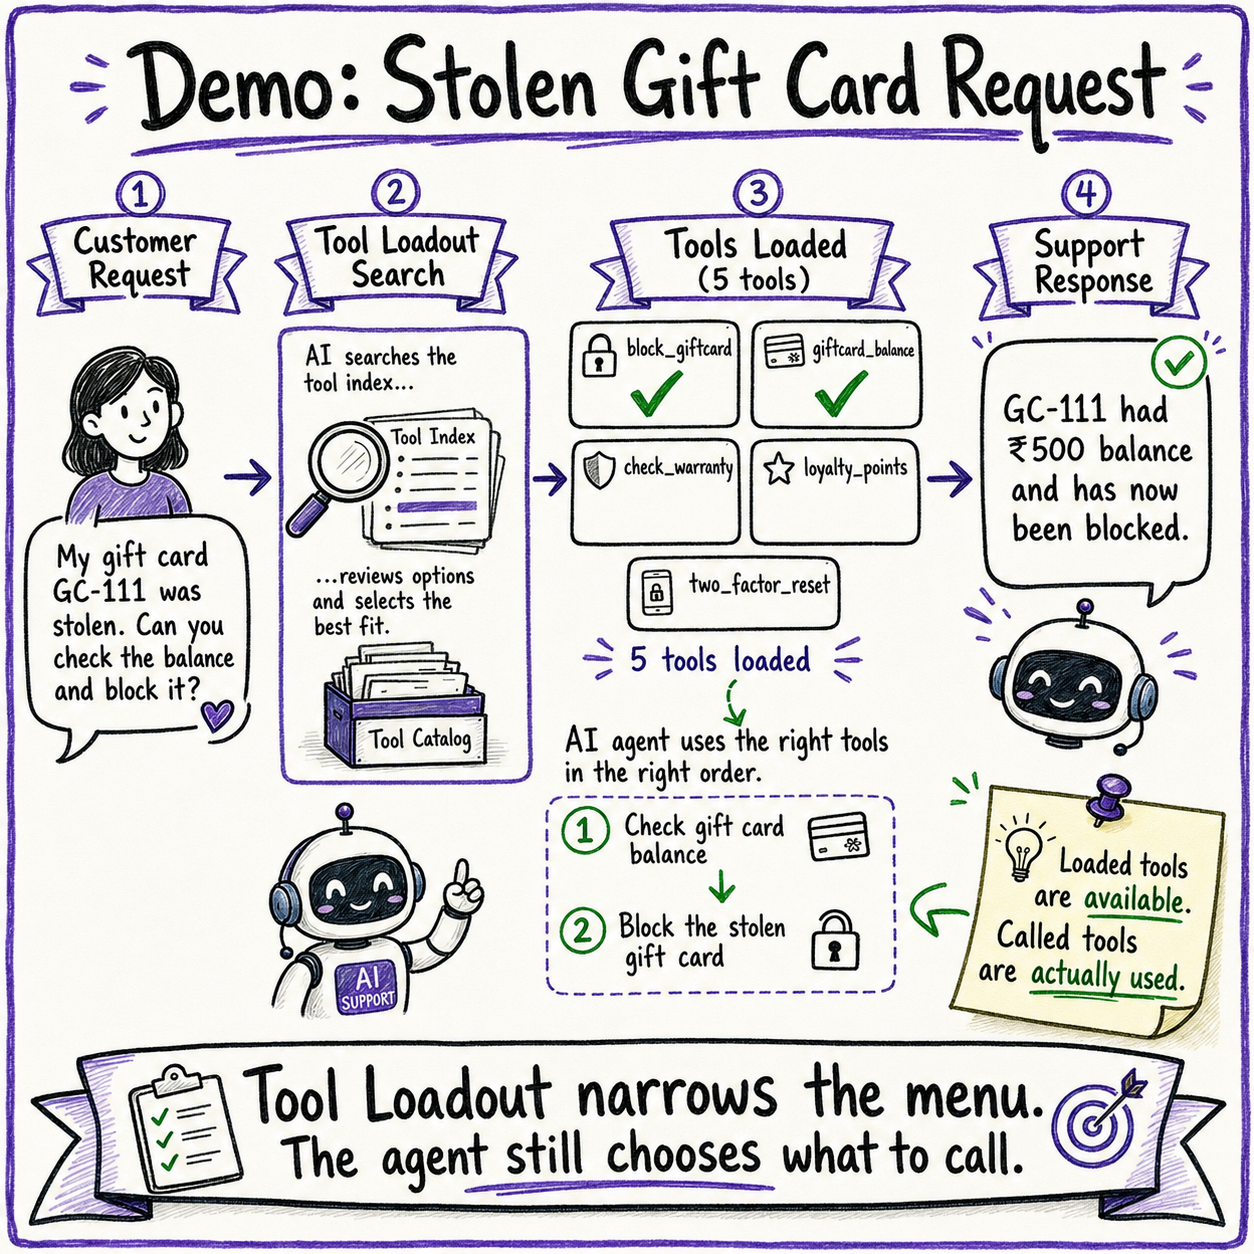 Demo: Stolen Gift Card Request
1
Customer
Request
My gift card
GC-111 was
stolen. Can you
check the balance
and block it?
2
Tool Loadout
Search
AI searches the
tool index...
Tool Index
...reviews options
and selects the
best fit.
Tool Catalog
AI
SUPPORT
3
Tools Loaded
(5 tools)
block_giftcard
giftcard_balance
check_warranty
loyalty_points
two_factor_reset
5 tools loaded
AI agent uses the right tools
in the right order.
1
Check gift card
balance
2
Block the stolen
gift card
4
Support
Response
GC-111 had
₹500 balance
and has now
been blocked.
Loaded tools
are available.
Called tools
are actually used.
Tool Loadout narrows the menu.
The agent still chooses what to call.